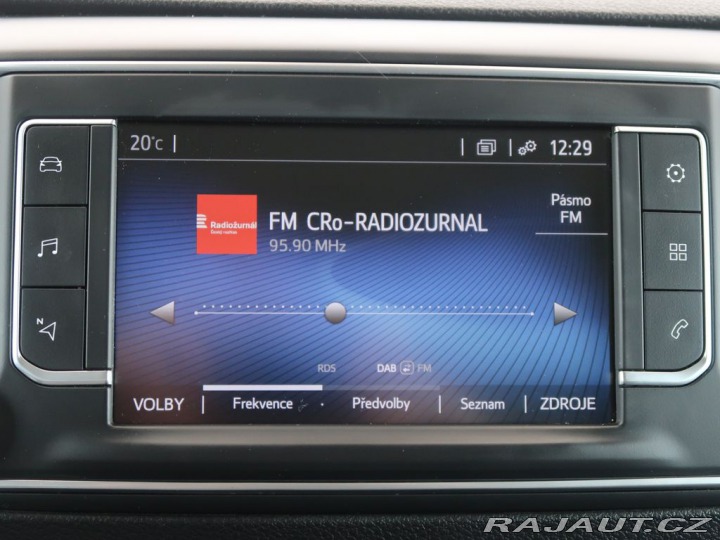 20°C
12:29
Pásmo
FM
Radiožurnál
FM CRo-RADIOZURNAL
95.90 MHz
N
RDS
DAB FM
VOLBY
Frekvence
Předvolby
Seznam
ZDROJE
RAJAUT.CZ